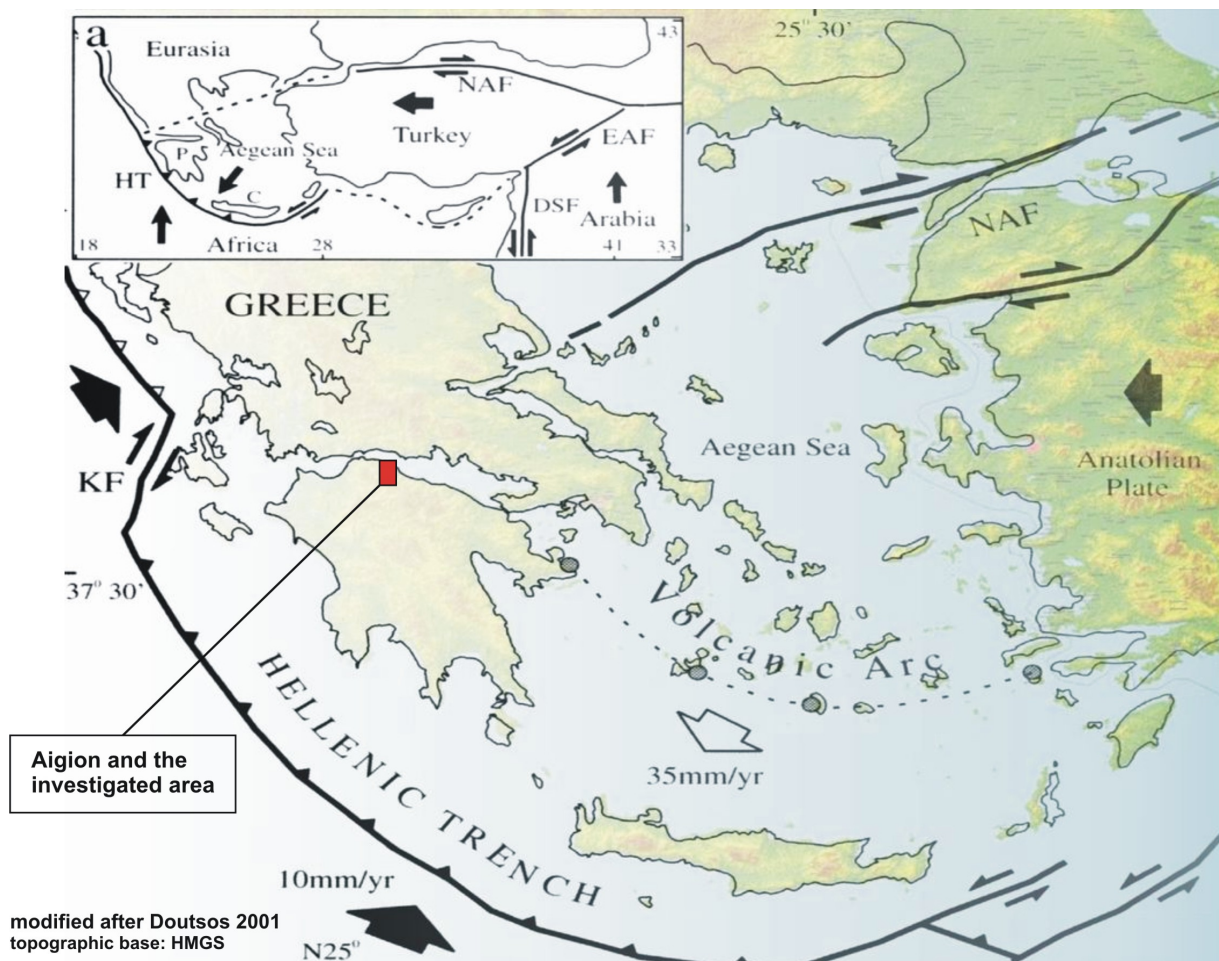 a
Eurasia
43
25° 30'
NAF
Turkey
EAF
P
Aegean Sea
HT
C
DSF
Arabia
Africa
18
28
41
33
NAF
GREECE
KF
Aegean Sea
Anatolian
Plate
37° 30'
Volcanic Arc
HELLENIC TRENCH
35mm/yr
Aigion and the
investigated area
10mm/yr
N25°
modified after Doutsos 2001
topographic base: HMGS